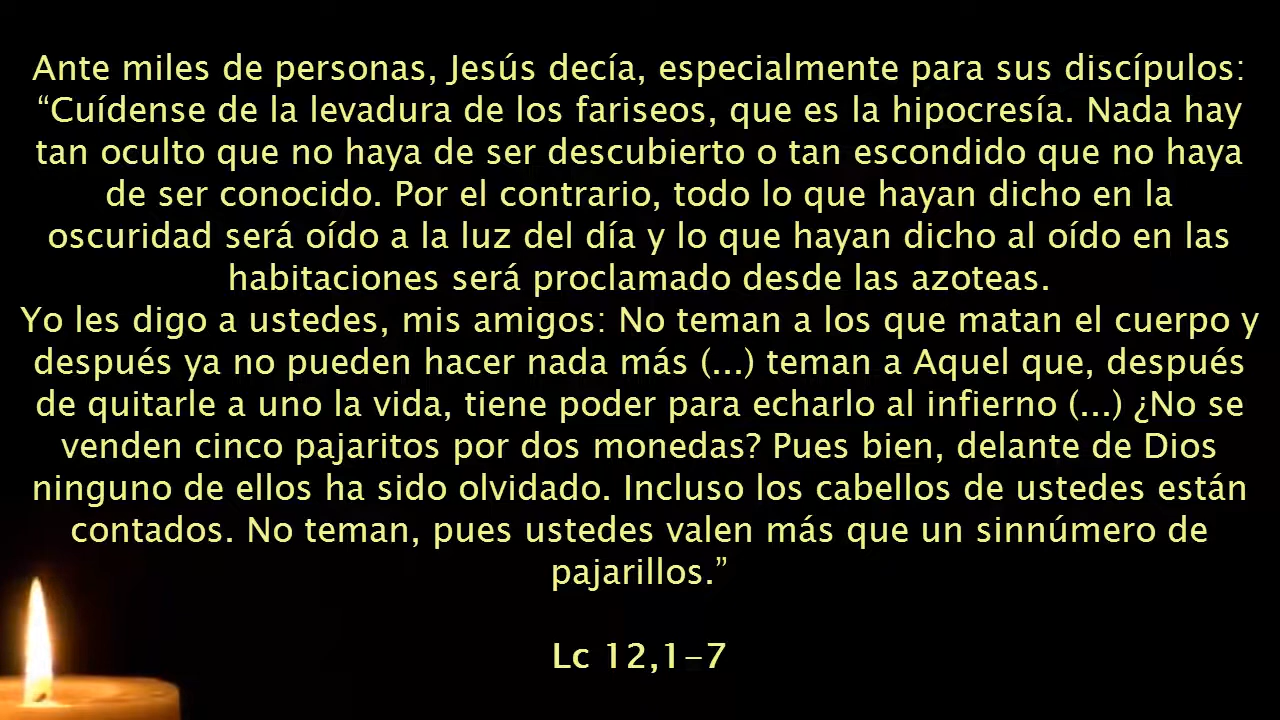 Ante miles de personas, Jesús decía, especialmente para sus discípulos:
“Cuídense de la levadura de los fariseos, que es la hipocresía. Nada hay
tan oculto que no haya de ser descubierto o tan escondido que no haya
de ser conocido. Por el contrario, todo lo que hayan dicho en la
oscuridad será oído a la luz del día y lo que hayan dicho al oído en las
habitaciones será proclamado desde las azoteas.
Yo les digo a ustedes, mis amigos: No teman a los que matan el cuerpo y
después ya no pueden hacer nada más (...) teman a Aquel que, después
de quitarle a uno la vida, tiene poder para echarlo al infierno (...) ¿No se
venden cinco pajaritos por dos monedas? Pues bien, delante de Dios
ninguno de ellos ha sido olvidado. Incluso los cabellos de ustedes están
contados. No teman, pues ustedes valen más que un sinnúmero de
pajarillos.”
Lc 12,1-7